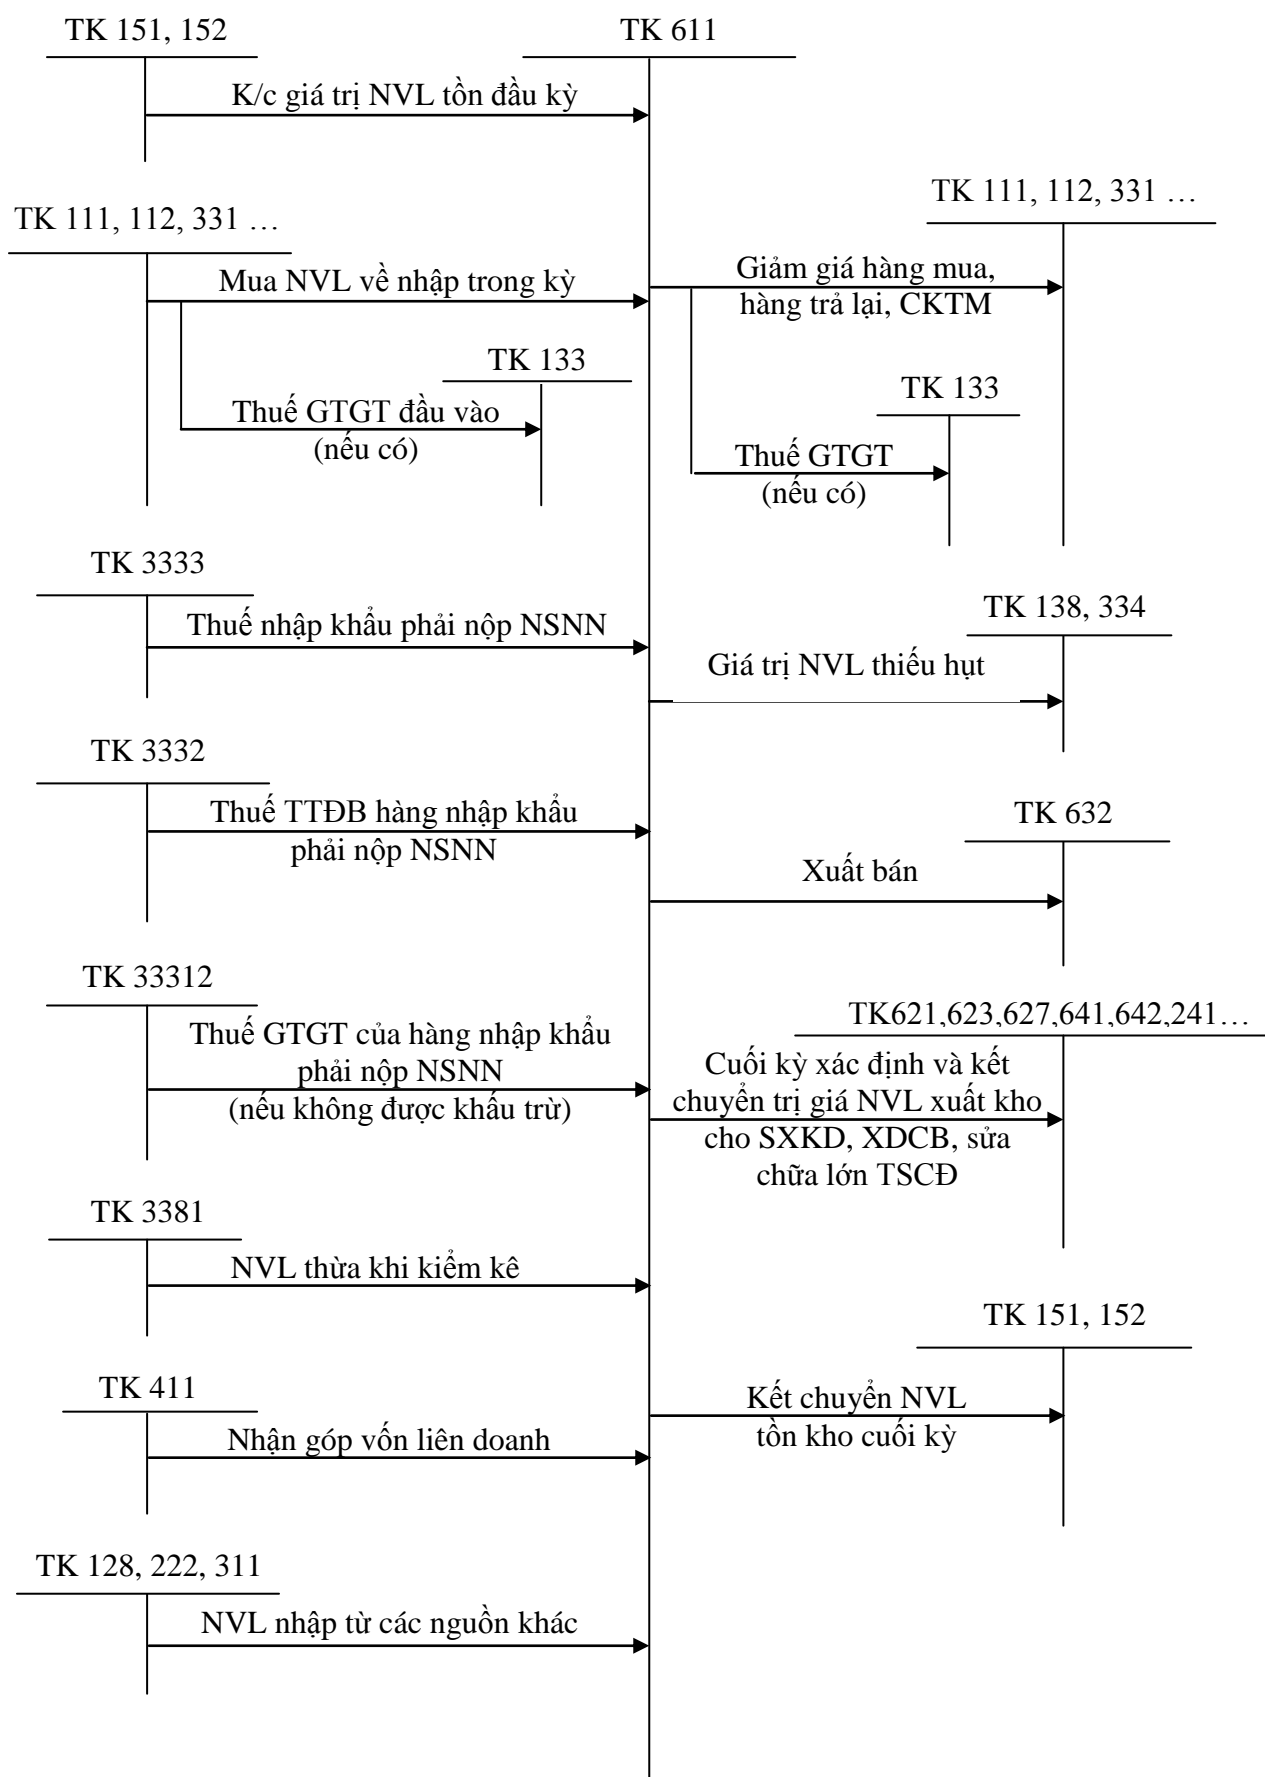 TK 151, 152
TK 611
K/c giá trị NVL tồn đầu kỳ
TK 111, 112, 331 …
TK 111, 112, 331 …
Mua NVL về nhập trong kỳ
Giảm giá hàng mua,
hàng trả lại, CKTM
TK 133
TK 133
Thuế GTGT đầu vào
(nếu có)
Thuế GTGT
(nếu có)
TK 3333
Thuế nhập khẩu phải nộp NSNN
TK 138, 334
Giá trị NVL thiếu hụt
TK 3332
Thuế TTĐB hàng nhập khẩu
phải nộp NSNN
TK 632
Xuất bán
TK 33312
Thuế GTGT của hàng nhập khẩu
phải nộp NSNN
(nếu không được khấu trừ)
TK621,623,627,641,642,241…
Cuối kỳ xác định và kết
chuyển trị giá NVL xuất kho
cho SXKD, XDCB, sửa
chữa lớn TSCĐ
TK 3381
NVL thừa khi kiểm kê
TK 151, 152
Kết chuyển NVL
tồn kho cuối kỳ
TK 411
Nhận góp vốn liên doanh
TK 128, 222, 311
NVL nhập từ các nguồn khác